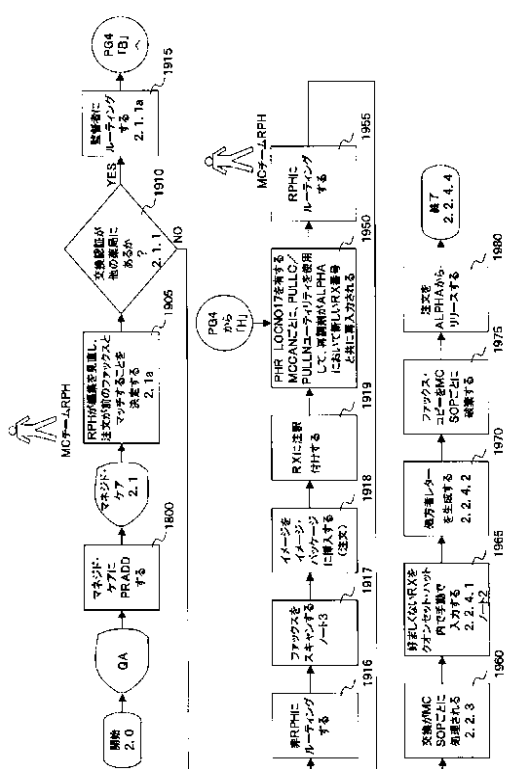 開始
2.0
QA
マネジド・
ケアに
PRADD
する
1800
マネジド・
ケア
2.1
MCチームRPH
RPHが編集を見直し、
注文が前のファックスと
マッチすることを
決定する
2.1a
1905
交換認証が
他の薬局に
あるか
?
2.1.1
1910
YES
NO
監督者に
ルーティング
する
2.1.1a
1915
PG4
「B」
へ
非RPHに
ルーティング
する
1916
ファックスを
スキャンする
ノード3
1917
イメージを
イメージ・
パッケージ
に挿入する
(注文)
1918
RXに注釈
付けする
1919
PG4
から
「H」
PHR LOCNO17を有する
MCCANごとに、PULLC/
PULLNユーティリティを使用
して、再調剤がALPHA
において新しいRX番号
と共に再入力される
1950
MCチームRPH
RPHに
ルーティング
する
1955
交換がMC
SOPごとに
処理される
2.2.3
1960
好ましくないRXを
クオンセット・ハット
内で手動で
入力する
2.2.4.1
ノード2
1965
処方者レター
を生成する
2.2.4.2
1970
ファックス・
コピーをMC
SOPごとに
破棄する
1975
注文を
ALPHAから、
リリースする
1980
終了
2.2.4.4